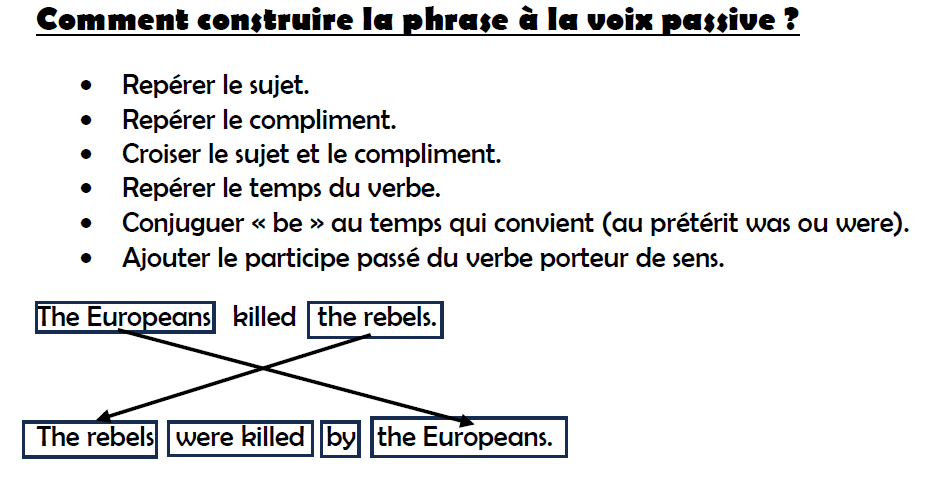 Comment construire la phrase à la voix passive ?
• Repérer le sujet.
• Repérer le compliment.
• Croiser le sujet et le compliment.
• Repérer le temps du verbe.
• Conjuguer « be » au temps qui convient (au prétérit was ou were).
• Ajouter le participe passé du verbe porteur de sens.
The Europeans killed the rebels.
The rebels were killed by the Europeans.